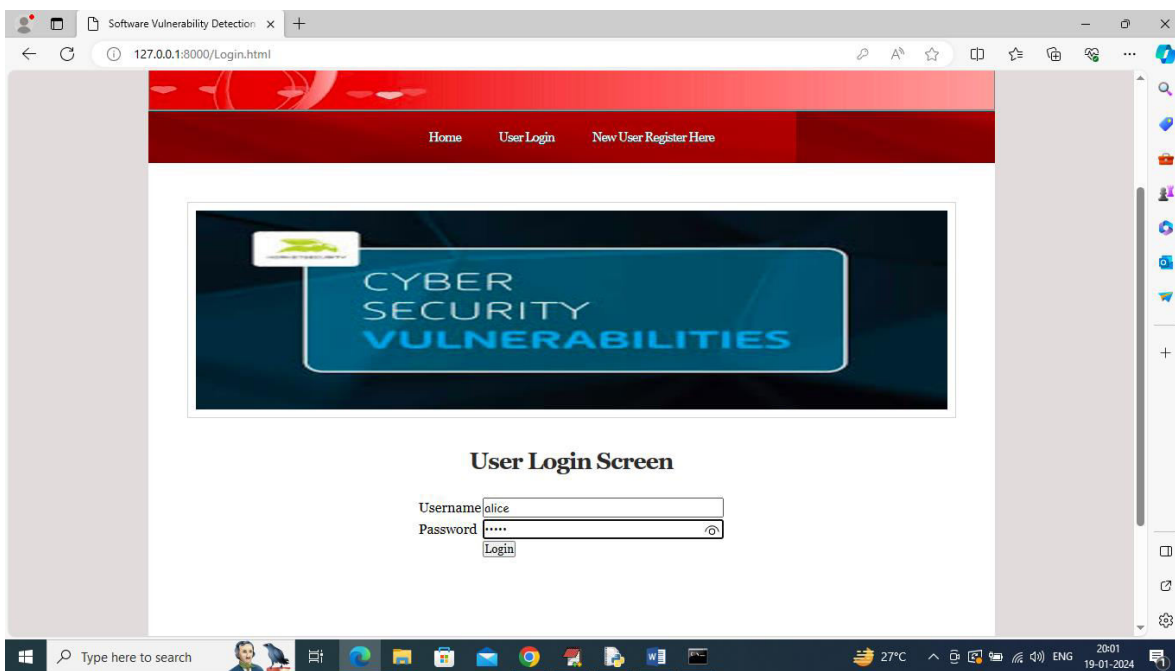 Software Vulnerability Detection
127.0.0.1:8000/Login.html
Home User Login New User Register Here
CYBER
SECURITY
VULNERABILITIES
User Login Screen
Username alice
Password •••••
Login
Type here to search
27°C
ENG
20:01
19-01-2024